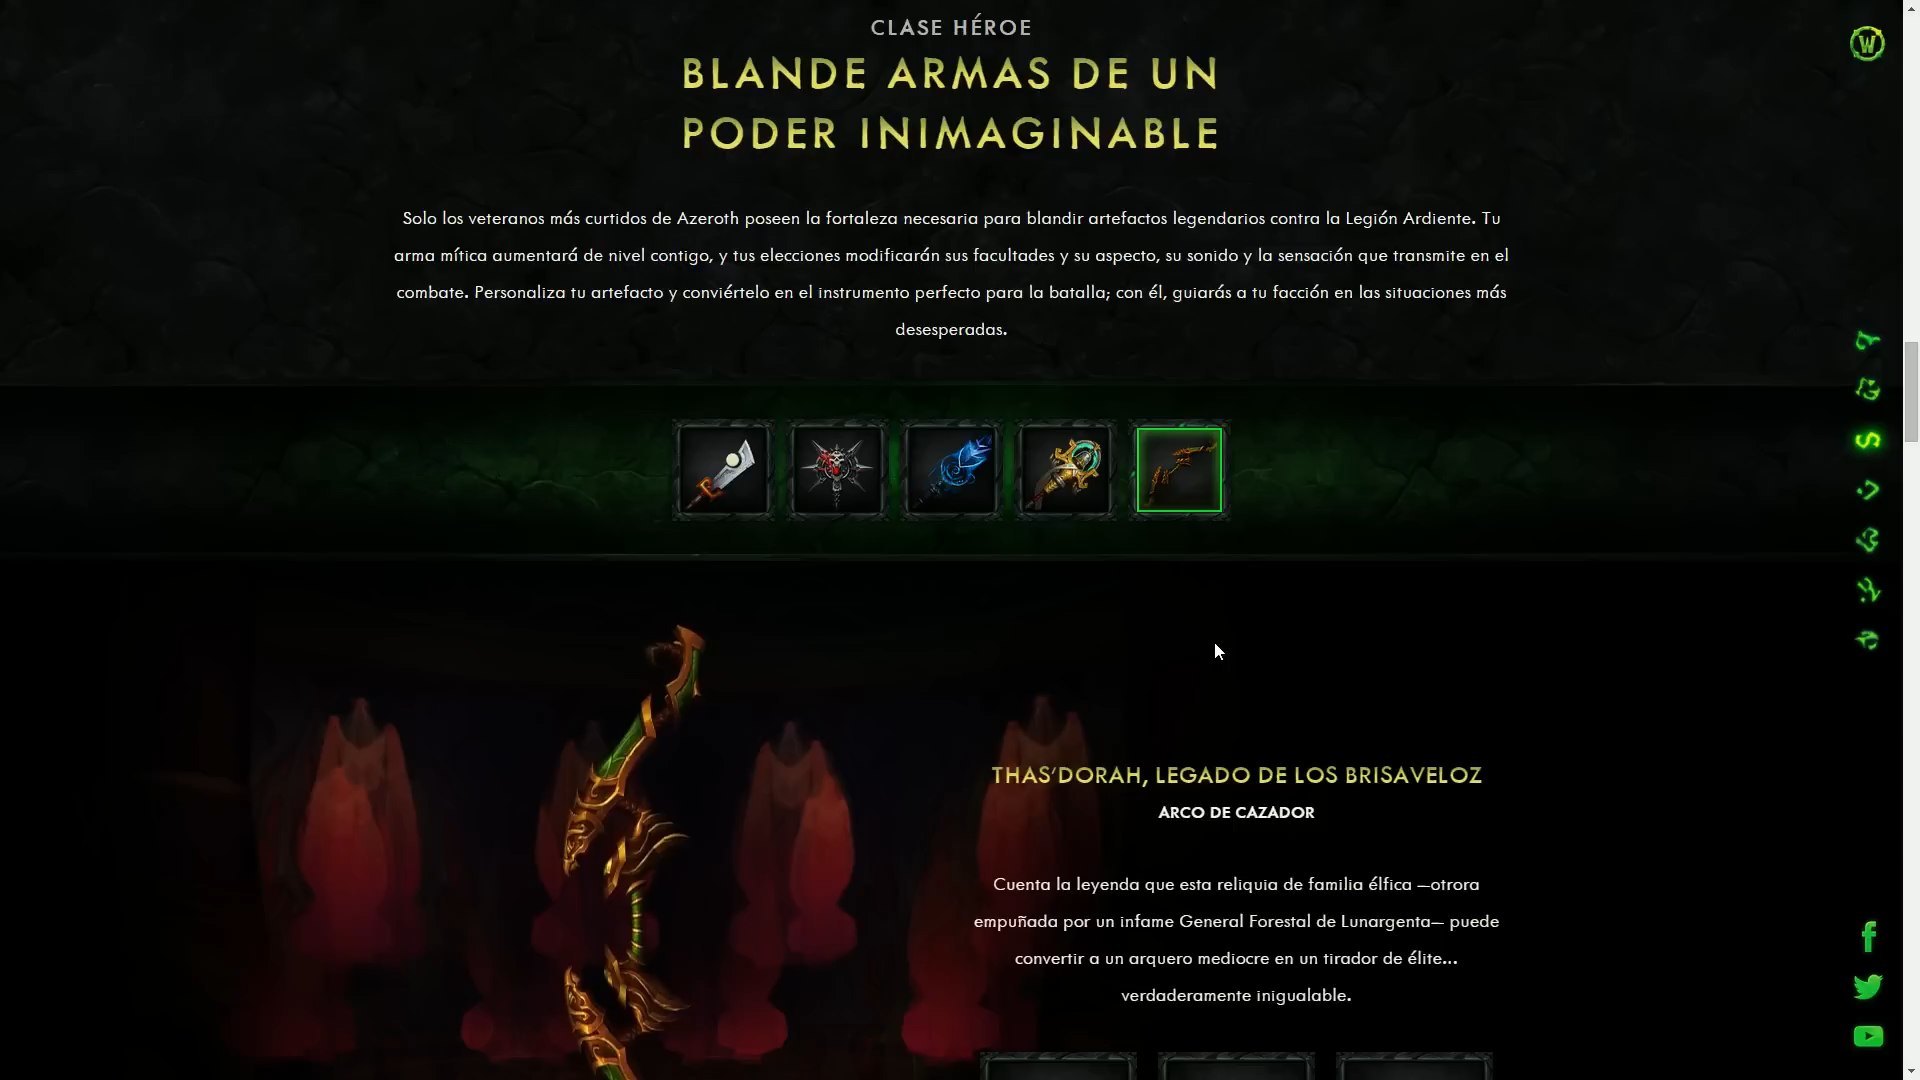 CLASE HÉROE
BLANDE ARMAS DE UN
PODER INIMAGINABLE
Solo los veteranos más curtidos de Azeroth poseen la fortaleza necesaria para blandir artefactos legendarios contra la Legión Ardiente. Tu
arma mítica aumentará de nivel contigo, y tus elecciones modificarán sus facultades y su aspecto, su sonido y la sensación que transmite en el
combate. Personaliza tu artefacto y conviértelo en el instrumento perfecto para la batalla; con él, guiarás a tu facción en las situaciones más
desesperadas.
THAS'DORAH, LEGADO DE LOS BRISAVELOZ
ARCO DE CAZADOR
Cuenta la leyenda que esta reliquia de familia élfica —otrora
empuñada por un infame General Forestal de Lunargenta— puede
convertir a un arquero mediocre en un tirador de élite...
verdaderamente inigualable.